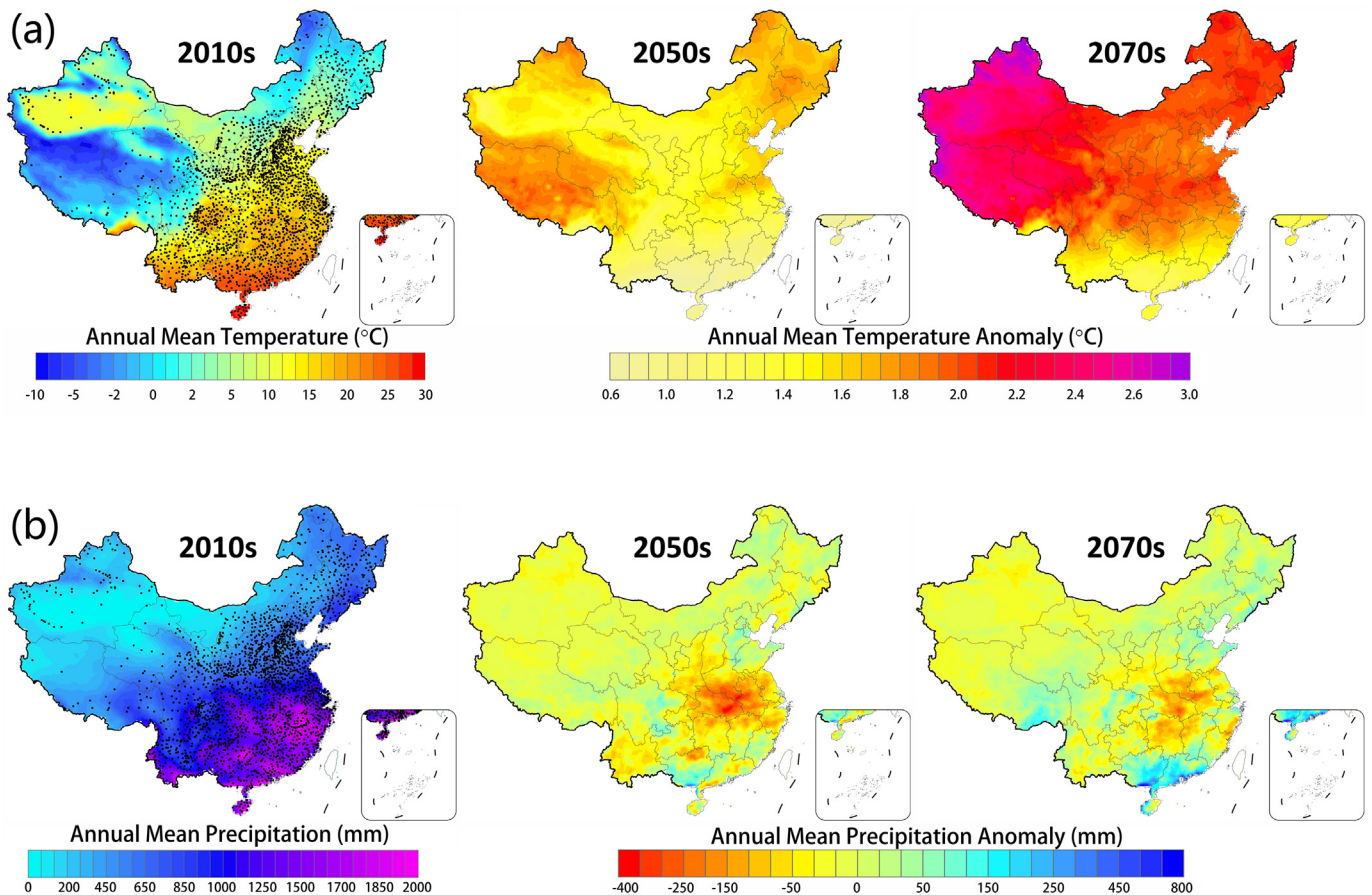 (a)
2010s
2050s
2070s
Annual Mean Temperature (°C)
-10 -5 -2 0 2 5 10 15 20 25 30
Annual Mean Temperature Anomaly (°C)
0.6 1.0 1.2 1.4 1.6 1.8 2.0 2.2 2.4 2.6 3.0
(b)
2010s
2050s
2070s
Annual Mean Precipitation (mm)
0 200 450 650 850 1000 1250 1500 1700 1850 2000
Annual Mean Precipitation Anomaly (mm)
-400 -250 -150 -50 0 50 150 250 450 800